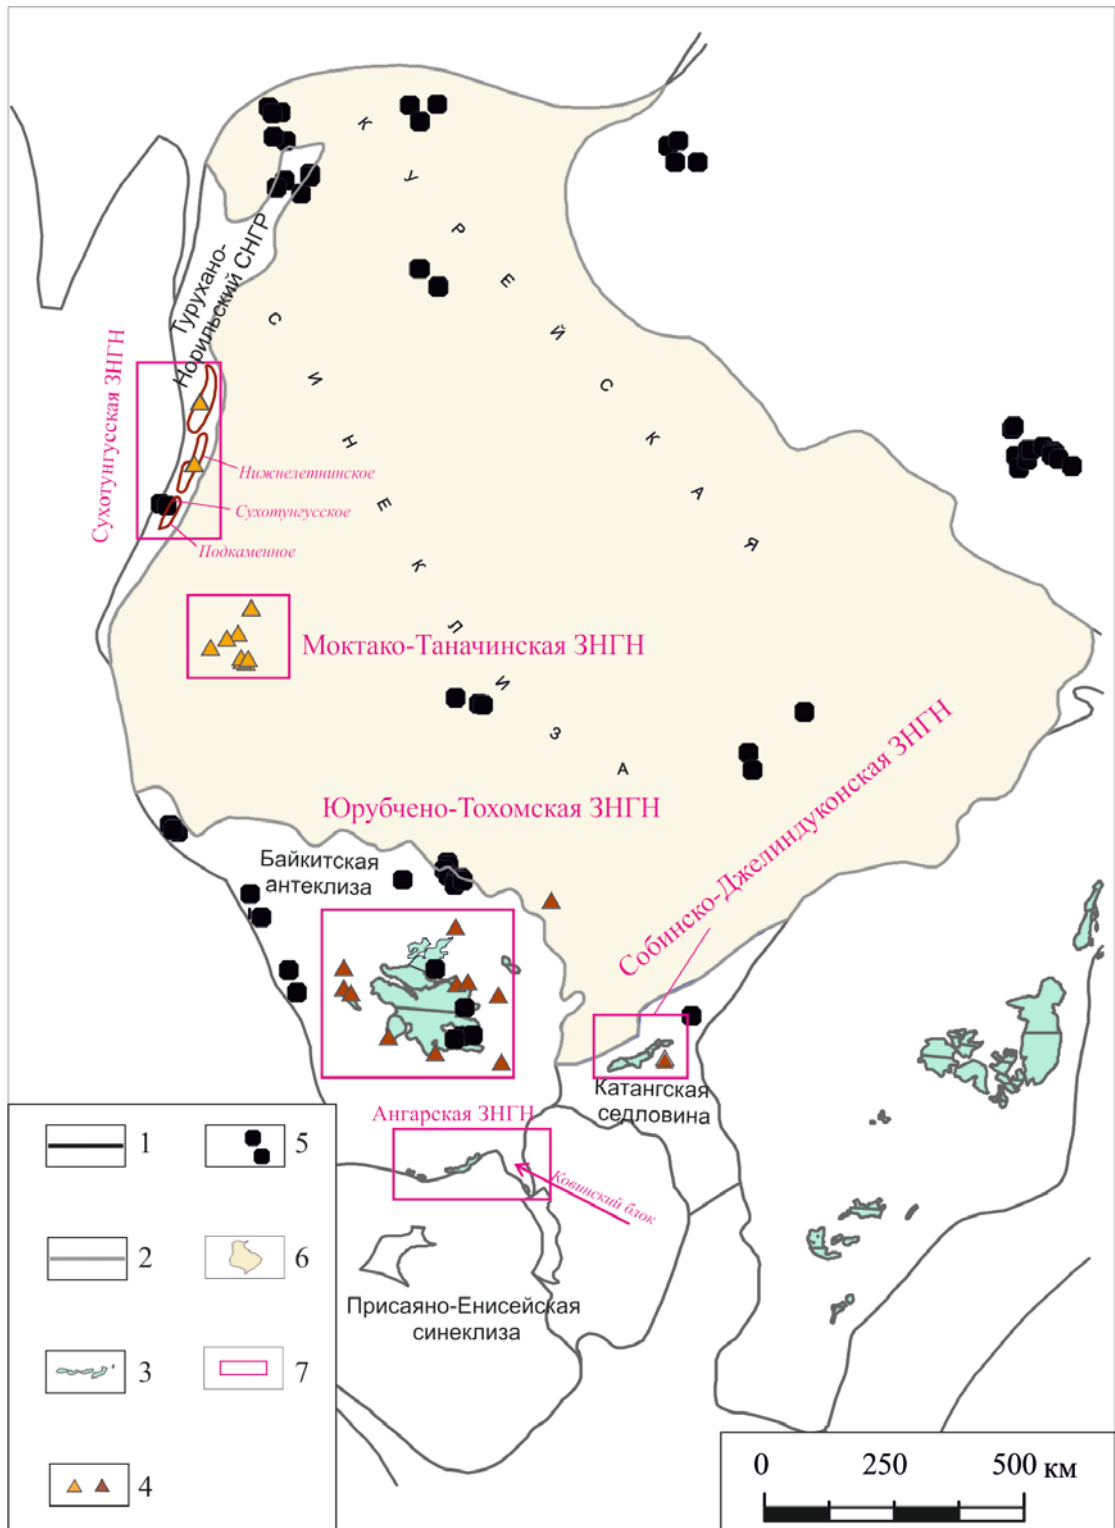 КУРЕЙСКАЯ
СИНЕКЛИЗА
Турухано-
Норильский СНГР
Сухотунгусская ЗНГН
Нижнелетнинское
Сухотунгусское
Подкаменное
Моктако-Таначинская ЗНГН
Юрубчено-Тохомская ЗНГН
Байкитская
антеклиза
Собинско-Джелиндуконская ЗНГН
Катангская
седловина
Ангарская ЗНГН
Ковинский блок
Присаяно-Енисейская
синеклиза
1
5
2
6
3
7
4
0 250 500 км